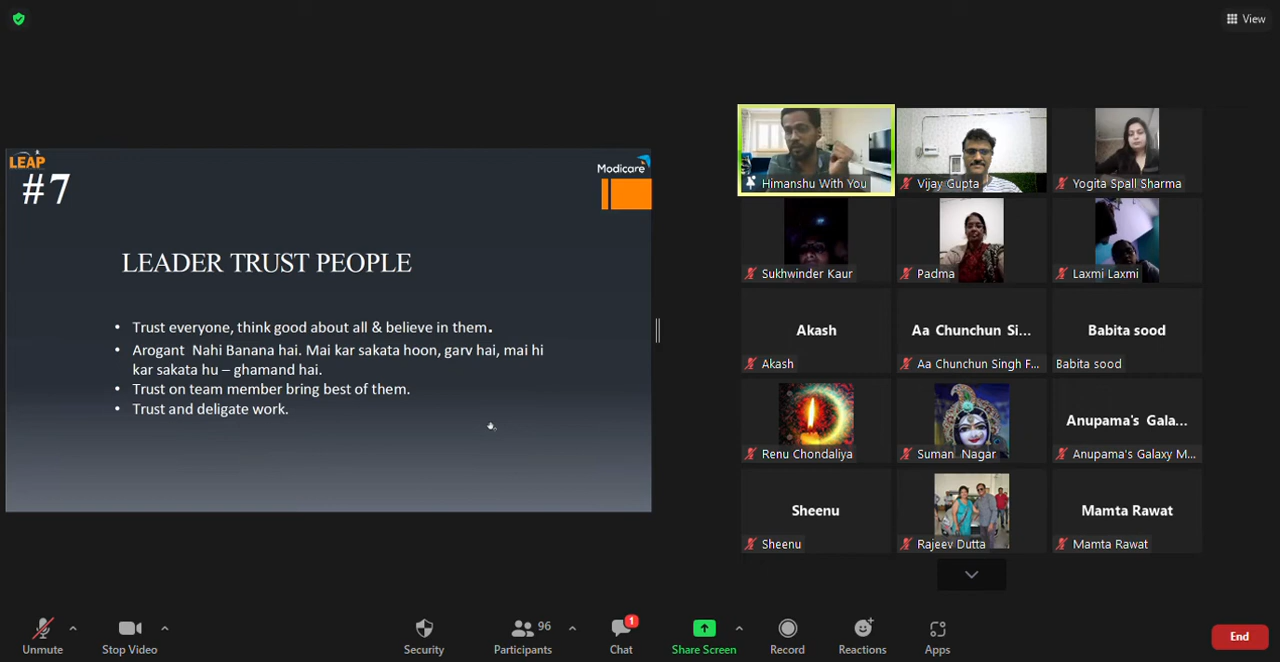 View
LEAP
#7
Modicare
LEADER TRUST PEOPLE
• Trust everyone, think good about all & believe in them.
• Arogant Nahi Banana hai. Mai kar sakata hoon, garv hai, mai hi
kar sakata hu – ghamand hai.
• Trust on team member bring best of them.
• Trust and deligate work.
Himanshu With You
Vijay Gupta
Yogita Spall Sharma
Sukhwinder Kaur
Padma
Laxmi Laxmi
Akash
Akash
Aa Chunchun Si...
Aa Chunchun Singh F...
Babita sood
Babita sood
Renu Chondaliya
Suman Nagar
Anupama's Gala...
Anupama's Galaxy M...
Sheenu
Sheenu
Rajeev Dutta
Mamta Rawat
Mamta Rawat
Unmute
Stop Video
Security
96
Participants
1
Chat
Share Screen
Record
Reactions
Apps
End